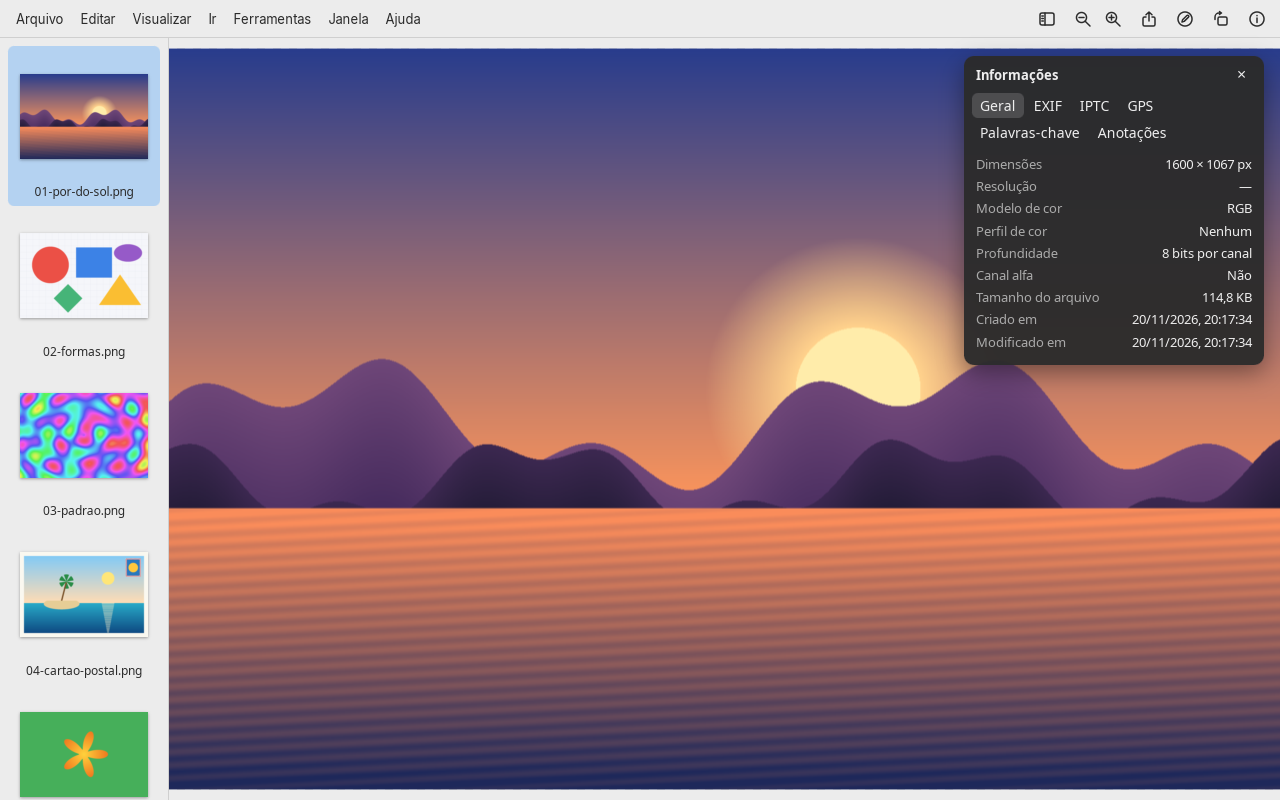 Arquivo Editar Visualizar Ir Ferramentas Janela Ajuda
01-por-do-sol.png
02-formas.png
03-padrao.png
04-cartao-postal.png
Informações ×
Geral EXIF IPTC GPS
Palavras-chave Anotações
Dimensões 1600 × 1067 px
Resolução —
Modelo de cor RGB
Perfil de cor Nenhum
Profundidade 8 bits por canal
Canal alfa Não
Tamanho do arquivo 114,8 KB
Criado em 20/11/2026, 20:17:34
Modificado em 20/11/2026, 20:17:34